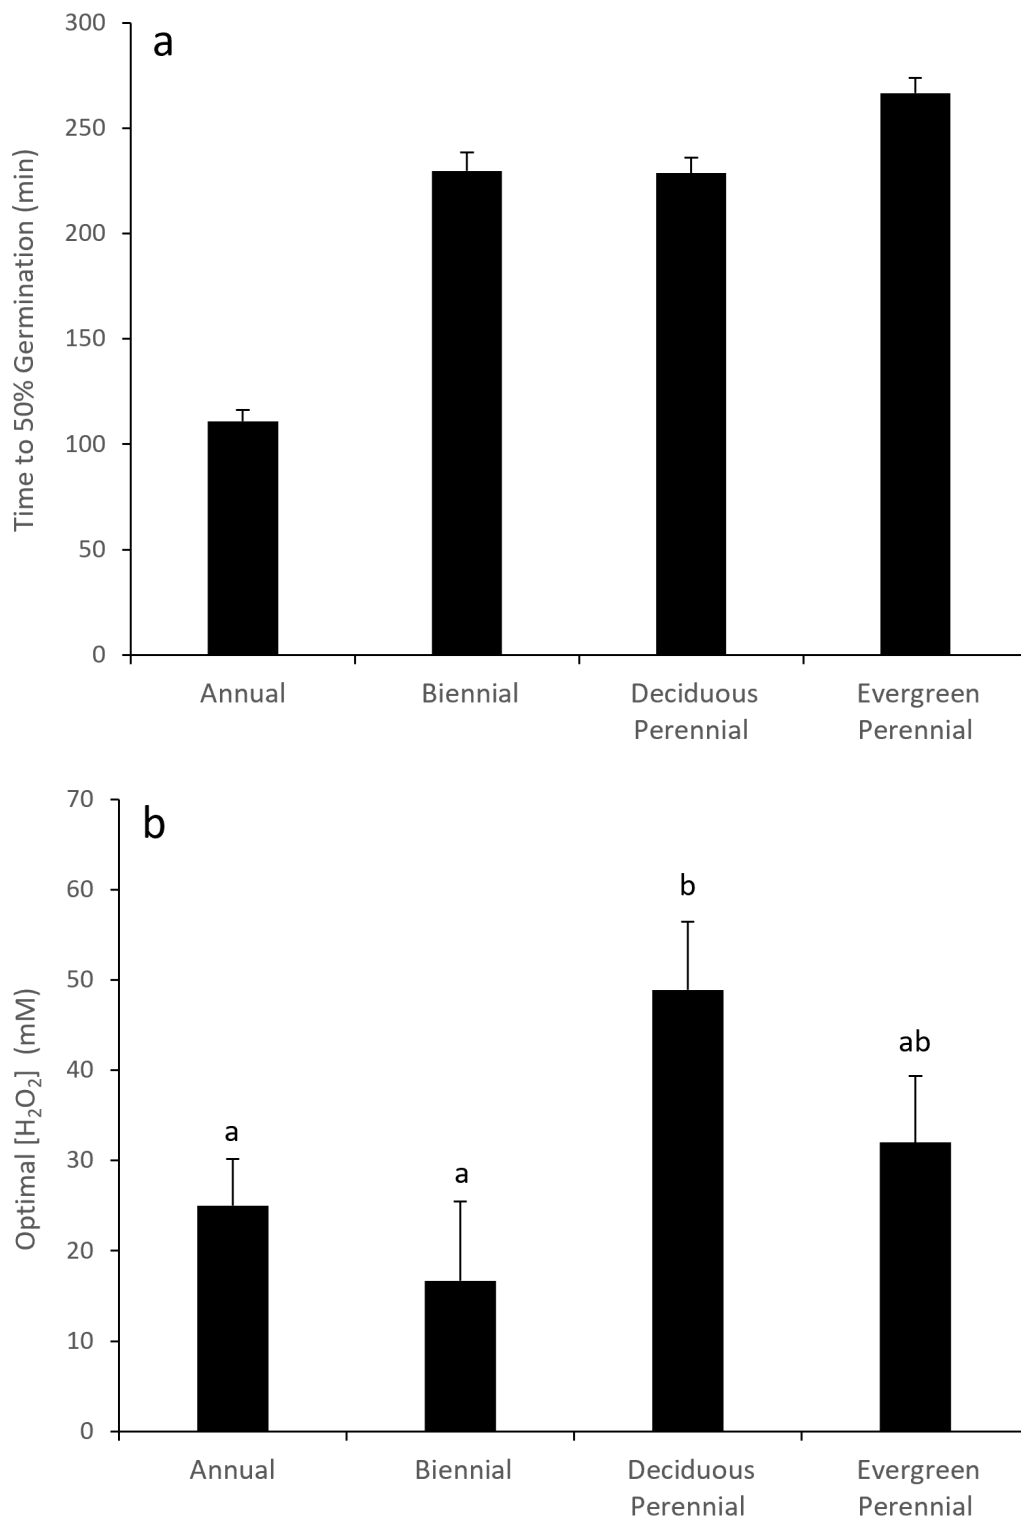 a
Time to 50% Germination (min)
300
250
200
150
100
50
0
Annual
Biennial
Deciduous
Perennial
Evergreen
Perennial
b
Optimal [H₂O₂] (mM)
70
60
50
40
30
20
10
0
a
a
b
ab
Annual
Biennial
Deciduous
Perennial
Evergreen
Perennial